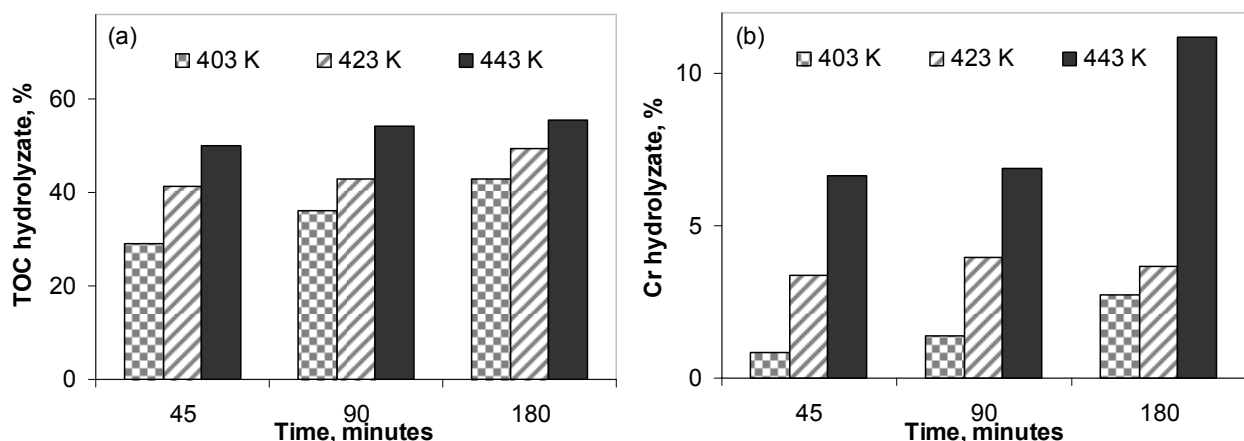 (a)
403 K 423 K 443 K
TOC hydrolyzate, %
60
40
20
0
45 90 180
Time, minutes
(b)
403 K 423 K 443 K
Cr hydrolyzate, %
10
5
0
45 90 180
Time, minutes